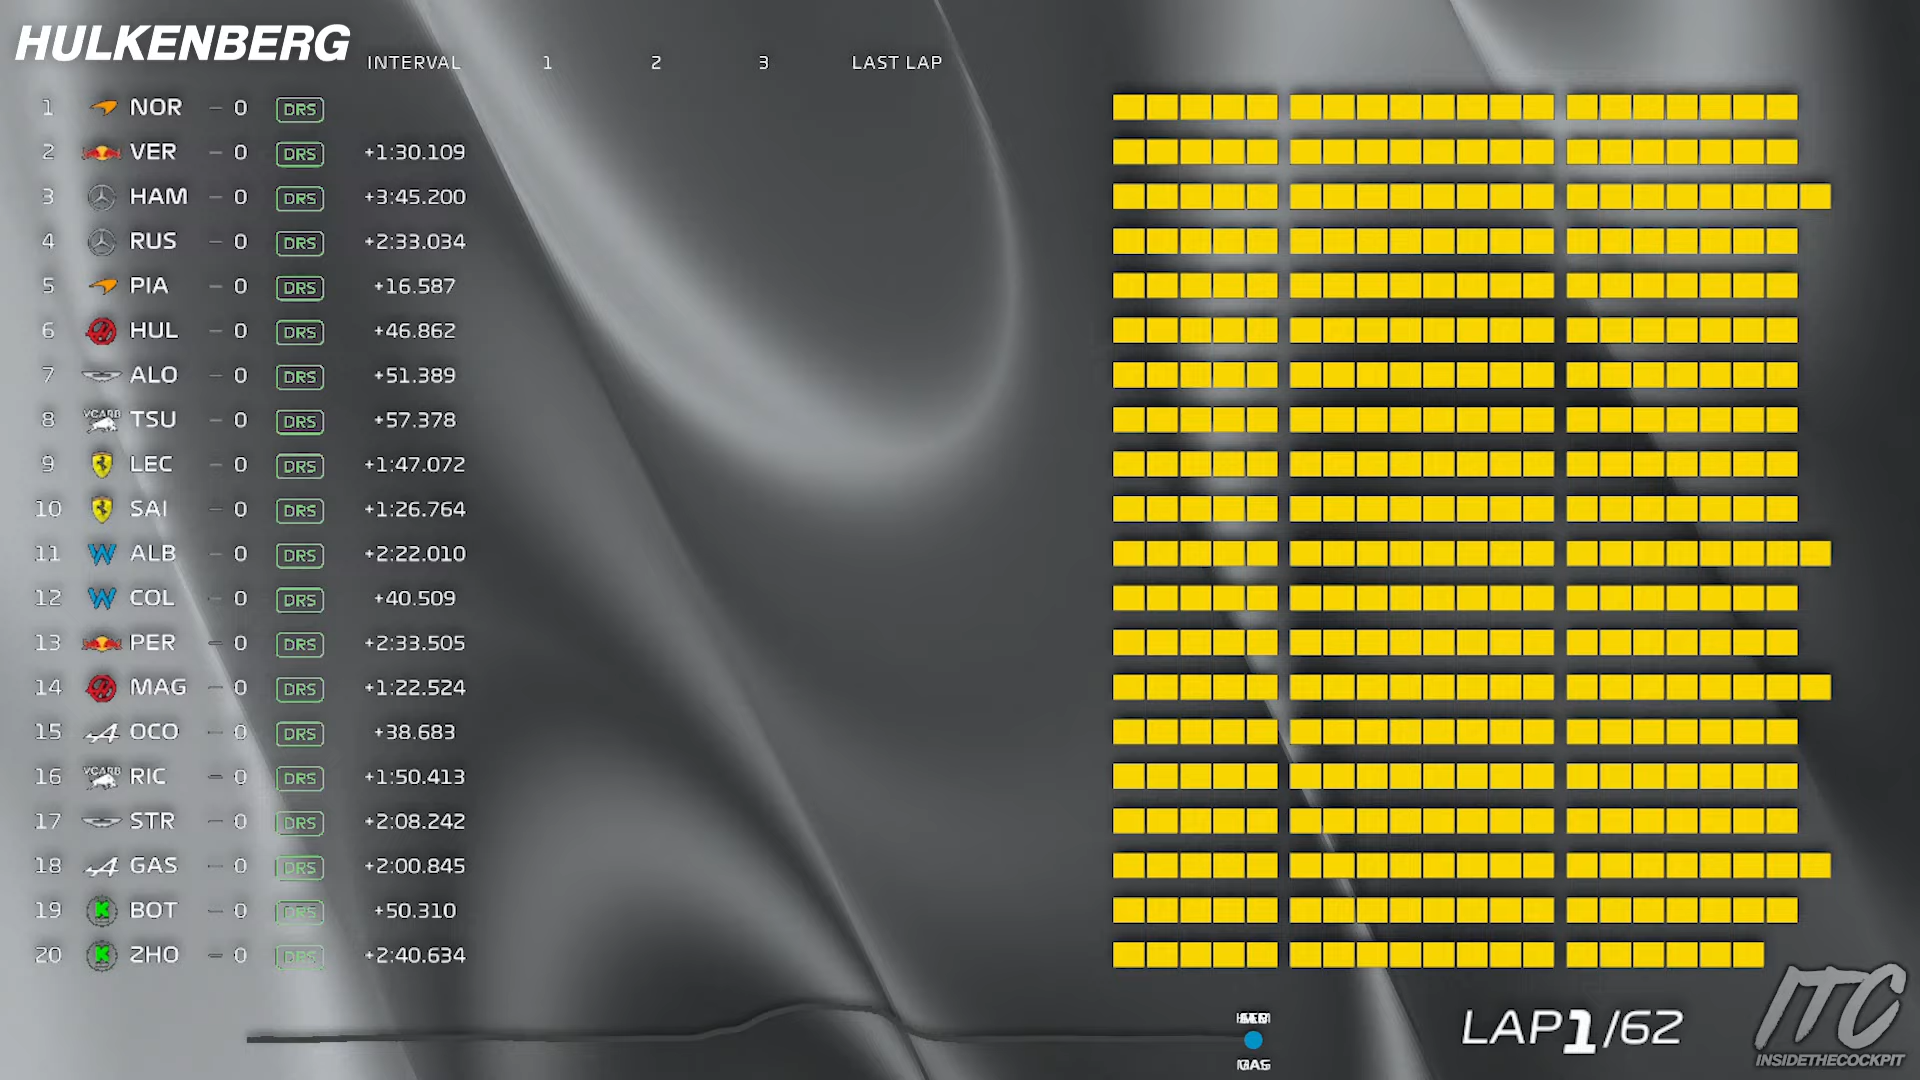 HULKENBERG
INTERVAL 1 2 3 LAST LAP
1 NOR – 0 DRS
2 VER – 0 DRS +1:30.109
3 HAM – 0 DRS +3:45.200
4 RUS – 0 DRS +2:33.034
5 PIA – 0 DRS +16.587
6 HUL – 0 DRS +46.862
7 ALO – 0 DRS +51.389
8 VCARB TSU – 0 DRS +57.378
9 LEC – 0 DRS +1:47.072
10 SAI – 0 DRS +1:26.764
11 ALB – 0 DRS +2:22.010
12 COL – 0 DRS +40.509
13 PER – 0 DRS +2:33.505
14 MAG – 0 DRS +1:22.524
15 OCO – 0 DRS +38.683
16 VCARB RIC – 0 DRS +1:50.413
17 STR – 0 DRS +2:08.242
18 GAS – 0 DRS +2:00.845
19 BOT – 0 DRS +50.310
20 ZHO – 0 DRS +2:40.634
LAP 1/62
ITC
INSIDETHECOCKPIT